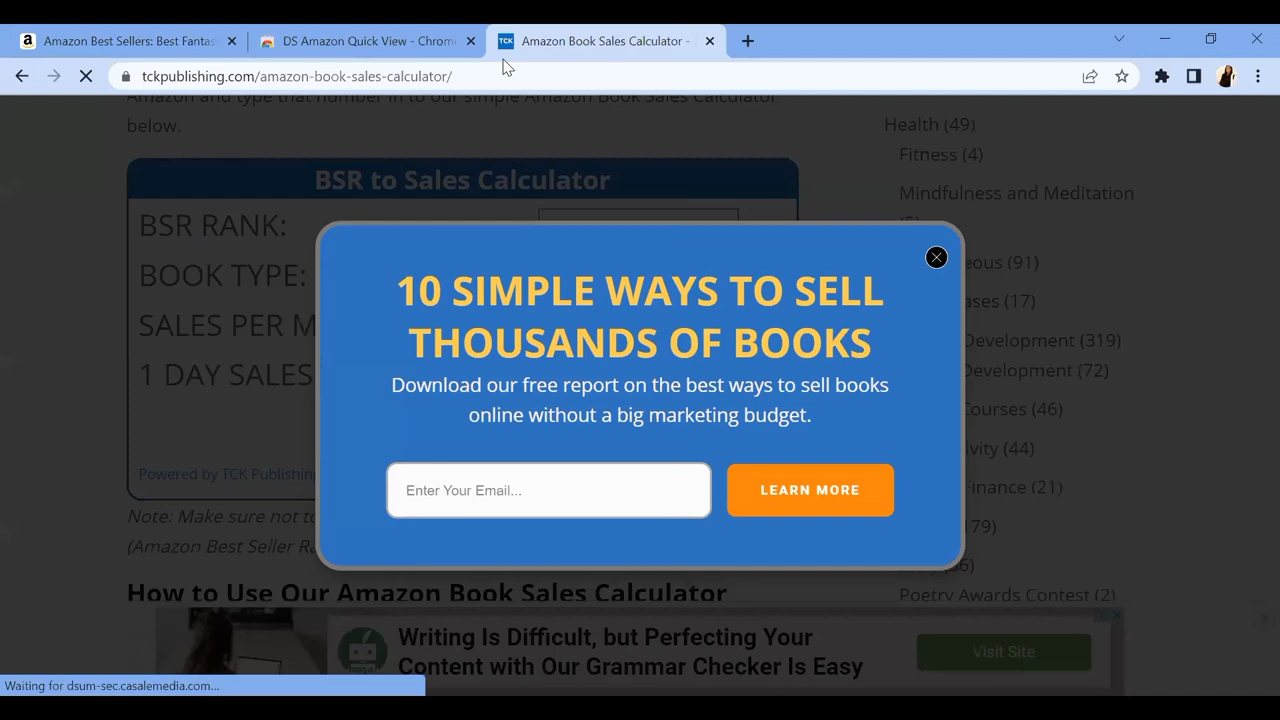 Amazon Best Sellers: Best Fantas
DS Amazon Quick View - Chrom
TCK
Amazon Book Sales Calculator -
tckpublishing.com/amazon-book-sales-calculator/
Amazon and type that number in to our simple Amazon Book Sales Calculator
below.
BSR to Sales Calculator
BSR RANK:
BOOK TYPE:
SALES PER M
1 DAY SALES
Powered by TCK Publishing
Note: Make sure not to
(Amazon Best Seller Ra
How to Use Our Amazon Book Sales Calculator
10 SIMPLE WAYS TO SELL
THOUSANDS OF BOOKS
Download our free report on the best ways to sell books
online without a big marketing budget.
Enter Your Email...
LEARN MORE
Health (49)
Fitness (4)
Mindfulness and Meditation
(5)
eous (91)
ases (17)
Development (319)
Development (72)
Courses (46)
ivity (44)
inance (21)
179)
Poetry Awards Contest (2)
Writing Is Difficult, but Perfecting Your
Content with Our Grammar Checker Is Easy
Visit Site
Waiting for dsum-sec.casalemedia.com...